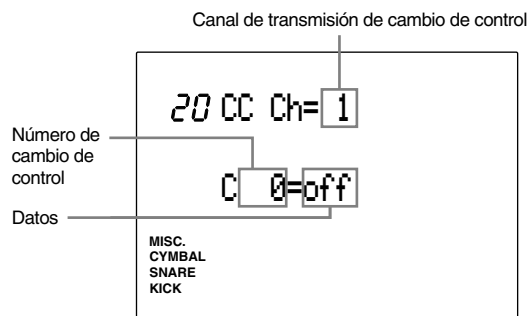 Canal de transmisión de cambio de control
20 CC Ch= 1
Número de
cambio de
control
C 0=off
Datos
MISC.
CYMBAL
SNARE
KICK